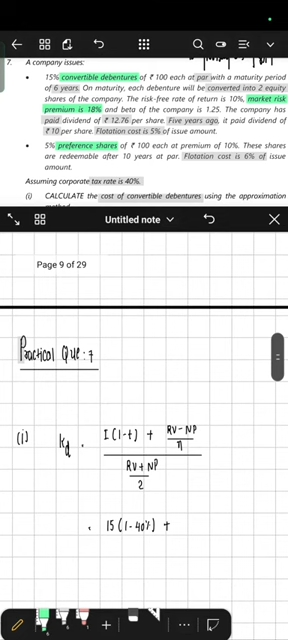 7. A company issues:
• 15% convertible debentures of ₹ 100 each at par with a maturity period
of 6 years. On maturity, each debenture will be converted into 2 equity
shares of the company. The risk-free rate of return is 10%, market risk
premium is 18% and beta of the company is 1.25. The company has
paid dividend of ₹ 12.76 per share. Five years ago, it paid dividend of
₹ 10 per share. Flotation cost is 5% of issue amount.
• 5% preference shares of ₹ 100 each at premium of 10%. These shares
are redeemable after 10 years at par. Flotation cost is 6% of issue
amount.
Assuming corporate tax rate is 40%.
(i) CALCULATE the cost of convertible debentures using the approximation
Untitled note
Page 9 of 29
Practical Que: 7
(i) Kd = I(1-t) + RV-NP
n
RV+NP
2
= 15(1-40%) +